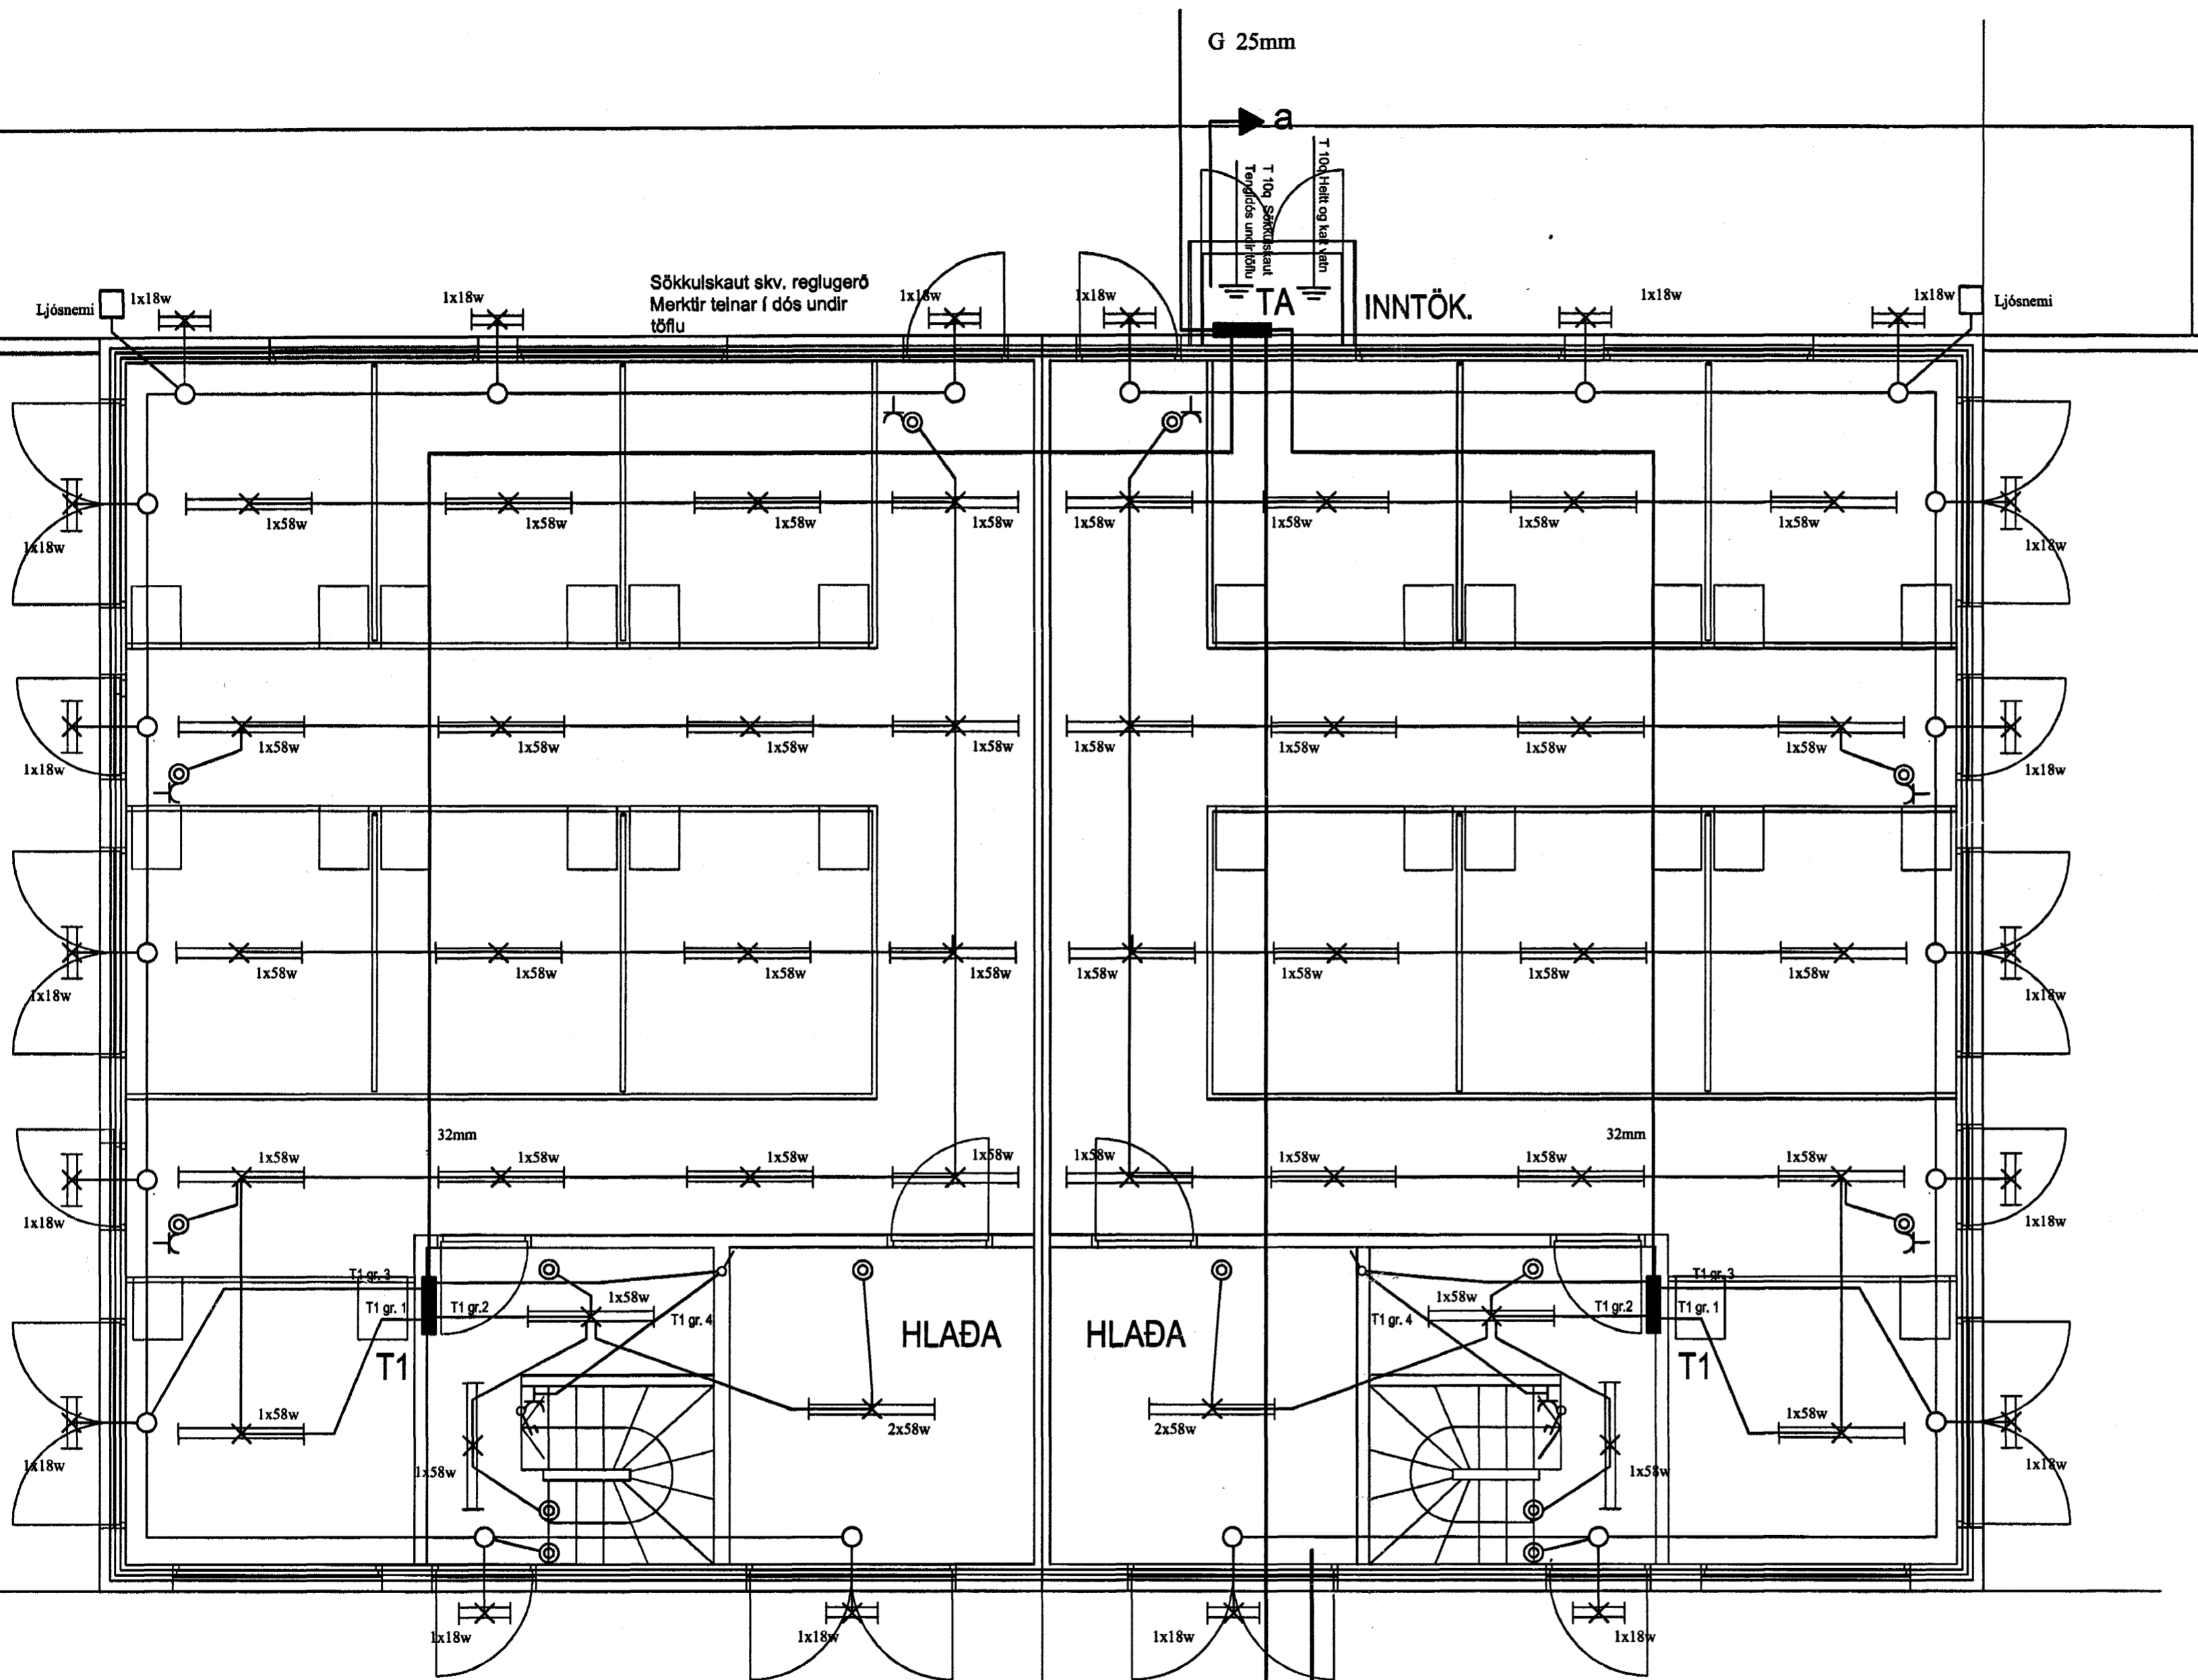 G 25mm
a
T 10q Heitt og kalt vatn
T 10q Sökkulskaut
Tengidós undir töflu
Sökkulskaut skv. reglugerð
Merktir teinar í dós undir
töflu
TA
INNTÖK.
Ljósnemi
1x18w
1x18w
1x18w
1x18w
1x18w
1x18w
Ljósnemi
1x58w
1x58w
1x58w
1x58w
1x58w
1x58w
1x58w
1x58w
1x18w
1x18w
1x58w
1x58w
1x58w
1x58w
1x58w
1x58w
1x58w
1x58w
1x18w
1x18w
1x58w
1x58w
1x58w
1x58w
1x58w
1x58w
1x58w
1x58w
1x18w
1x18w
32mm
32mm
1x58w
1x58w
1x58w
1x58w
1x58w
1x58w
1x58w
1x58w
1x18w
1x18w
T1 gr. 3
T1 gr. 3
1x58w
1x58w
T1 gr. 1
T1 gr.2
T1 gr. 4
T1 gr. 4
T1 gr.2
T1 gr. 1
HLAÐA
HLAÐA
T1
T1
1x58w
2x58w
2x58w
1x58w
1x18w
1x58w
1x58w
1x18w
1x18w
1x18w
1x18w
1x18w